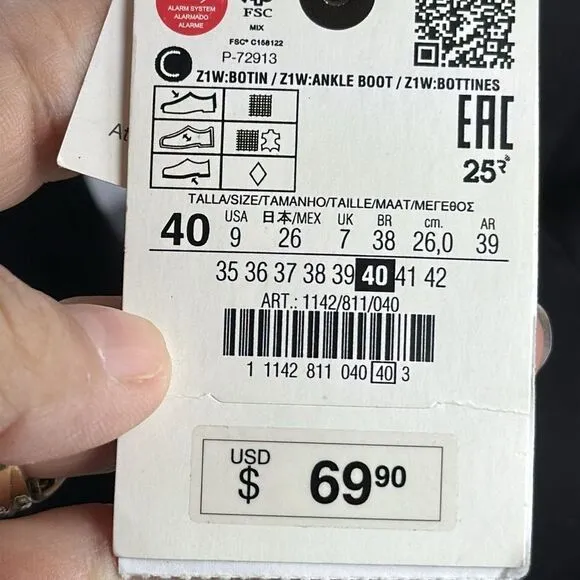 ALARM SYSTEM
ALARMADO
ALARME
FSC
MIX
FSC® C158122
P-72913
C Z1W:BOTIN / Z1W:ANKLE BOOT / Z1W:BOTTINES
EAC
25
TALLA/SIZE/TAMANHO/TAILLE/MAAT/ΜΕΓΕΘΟΣ
USA 日本/MEX UK BR cm. AR
40 9 26 7 38 26,0 39
35 36 37 38 39 40 41 42
ART.: 1142/811/040
1 1142 811 040 40 3
USD
$ 69 90